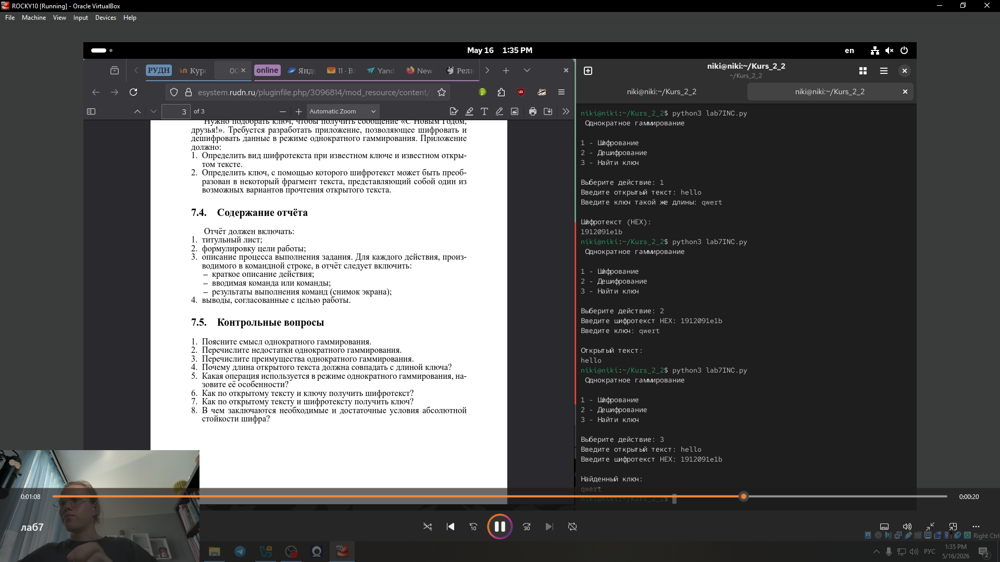 ROCKY10 [Running] - Oracle VirtualBox
File Machine View Input Devices Help
May 16 1:35 PM
en
РУДН
Курс
00
online
Янд
11 · В
Yand
New
Рели
esystem.rudn.ru/pluginfile.php/3096814/mod_resource/content/
3 of 3
Automatic Zoom
Нужно подобрать ключ, чтобы получить сообщение «С Новым Годом,
друзья!». Требуется разработать приложение, позволяющее шифровать и
дешифровать данные в режиме однократного гаммирования. Приложение
должно:
1. Определить вид шифротекста при известном ключе и известном откры-
том тексте.
2. Определить ключ, с помощью которого шифротекст может быть преоб-
разован в некоторый фрагмент текста, представляющий собой один из
возможных вариантов прочтения открытого текста.
7.4. Содержание отчёта
Отчёт должен включать:
1. титульный лист;
2. формулировку цели работы;
3. описание процесса выполнения задания. Для каждого действия, произ-
водимого в командной строке, в отчёт следует включить:
– краткое описание действия;
– вводимая команда или команды;
– результаты выполнения команд (снимок экрана);
4. выводы, согласованные с целью работы.
7.5. Контрольные вопросы
1. Поясните смысл однократного гаммирования.
2. Перечислите недостатки однократного гаммирования.
3. Перечислите преимущества однократного гаммирования.
4. Почему длина открытого текста должна совпадать с длиной ключа?
5. Какая операция используется в режиме однократного гаммирования, на-
зовите её особенности?
6. Как по открытому тексту и ключу получить шифротекст?
7. Как по открытому тексту и шифротексту получить ключ?
8. В чем заключаются необходимые и достаточные условия абсолютной
стойкости шифра?
niki@niki:~/Kurs_2_2
~/Kurs_2_2
niki@niki:~/Kurs_2_2
niki@niki:~/Kurs_2_2
niki@niki:~/Kurs_2_2$ python3 lab7INC.py
Однократное гаммирование
1 - Шифрование
2 - Дешифрование
3 - Найти ключ
Выберите действие: 1
Введите открытый текст: hello
Введите ключ такой же длины: qwert
Шифротекст (HEX):
1912091e1b
niki@niki:~/Kurs_2_2$ python3 lab7INC.py
Однократное гаммирование
1 - Шифрование
2 - Дешифрование
3 - Найти ключ
Выберите действие: 2
Введите шифротекст HEX: 1912091e1b
Введите ключ: qwert
Открытый текст:
hello
niki@niki:~/Kurs_2_2$ python3 lab7INC.py
Однократное гаммирование
1 - Шифрование
2 - Дешифрование
3 - Найти ключ
Выберите действие: 3
Введите открытый текст: hello
Введите шифротекст HEX: 1912091e1b
Найденный ключ:
qwert
niki@niki:~/Kurs_2_2$
0:01:08
0:00:20
лаб7
10
30
Right Ctrl
РУС
1:35 PM
5/16/2026
2